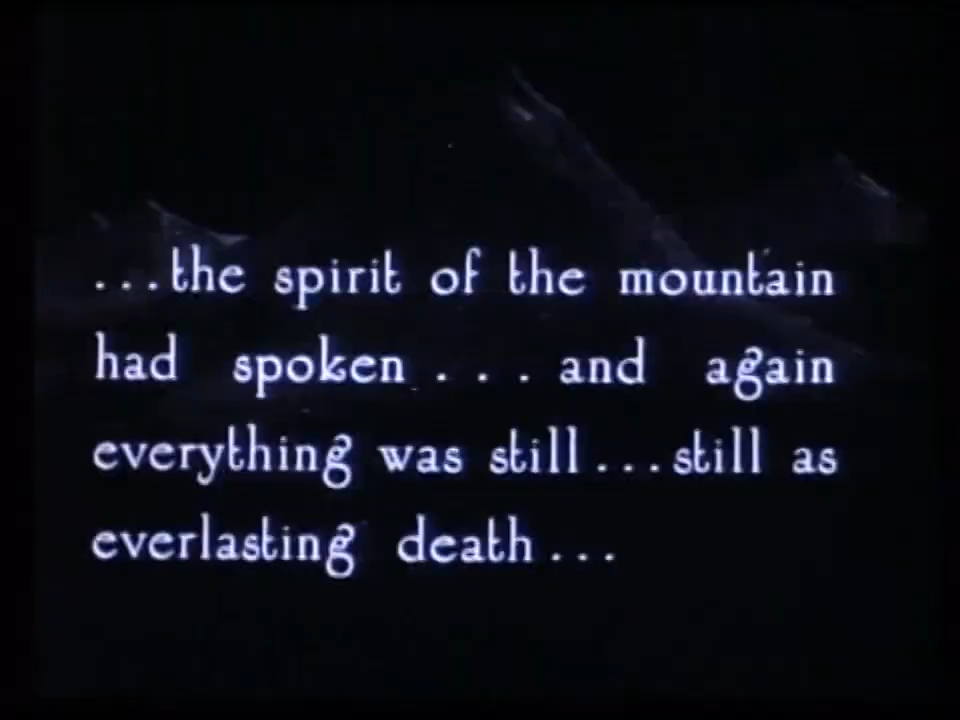 ...the spirit of the mountain
had spoken . . . and again
everything was still...still as
everlasting death...